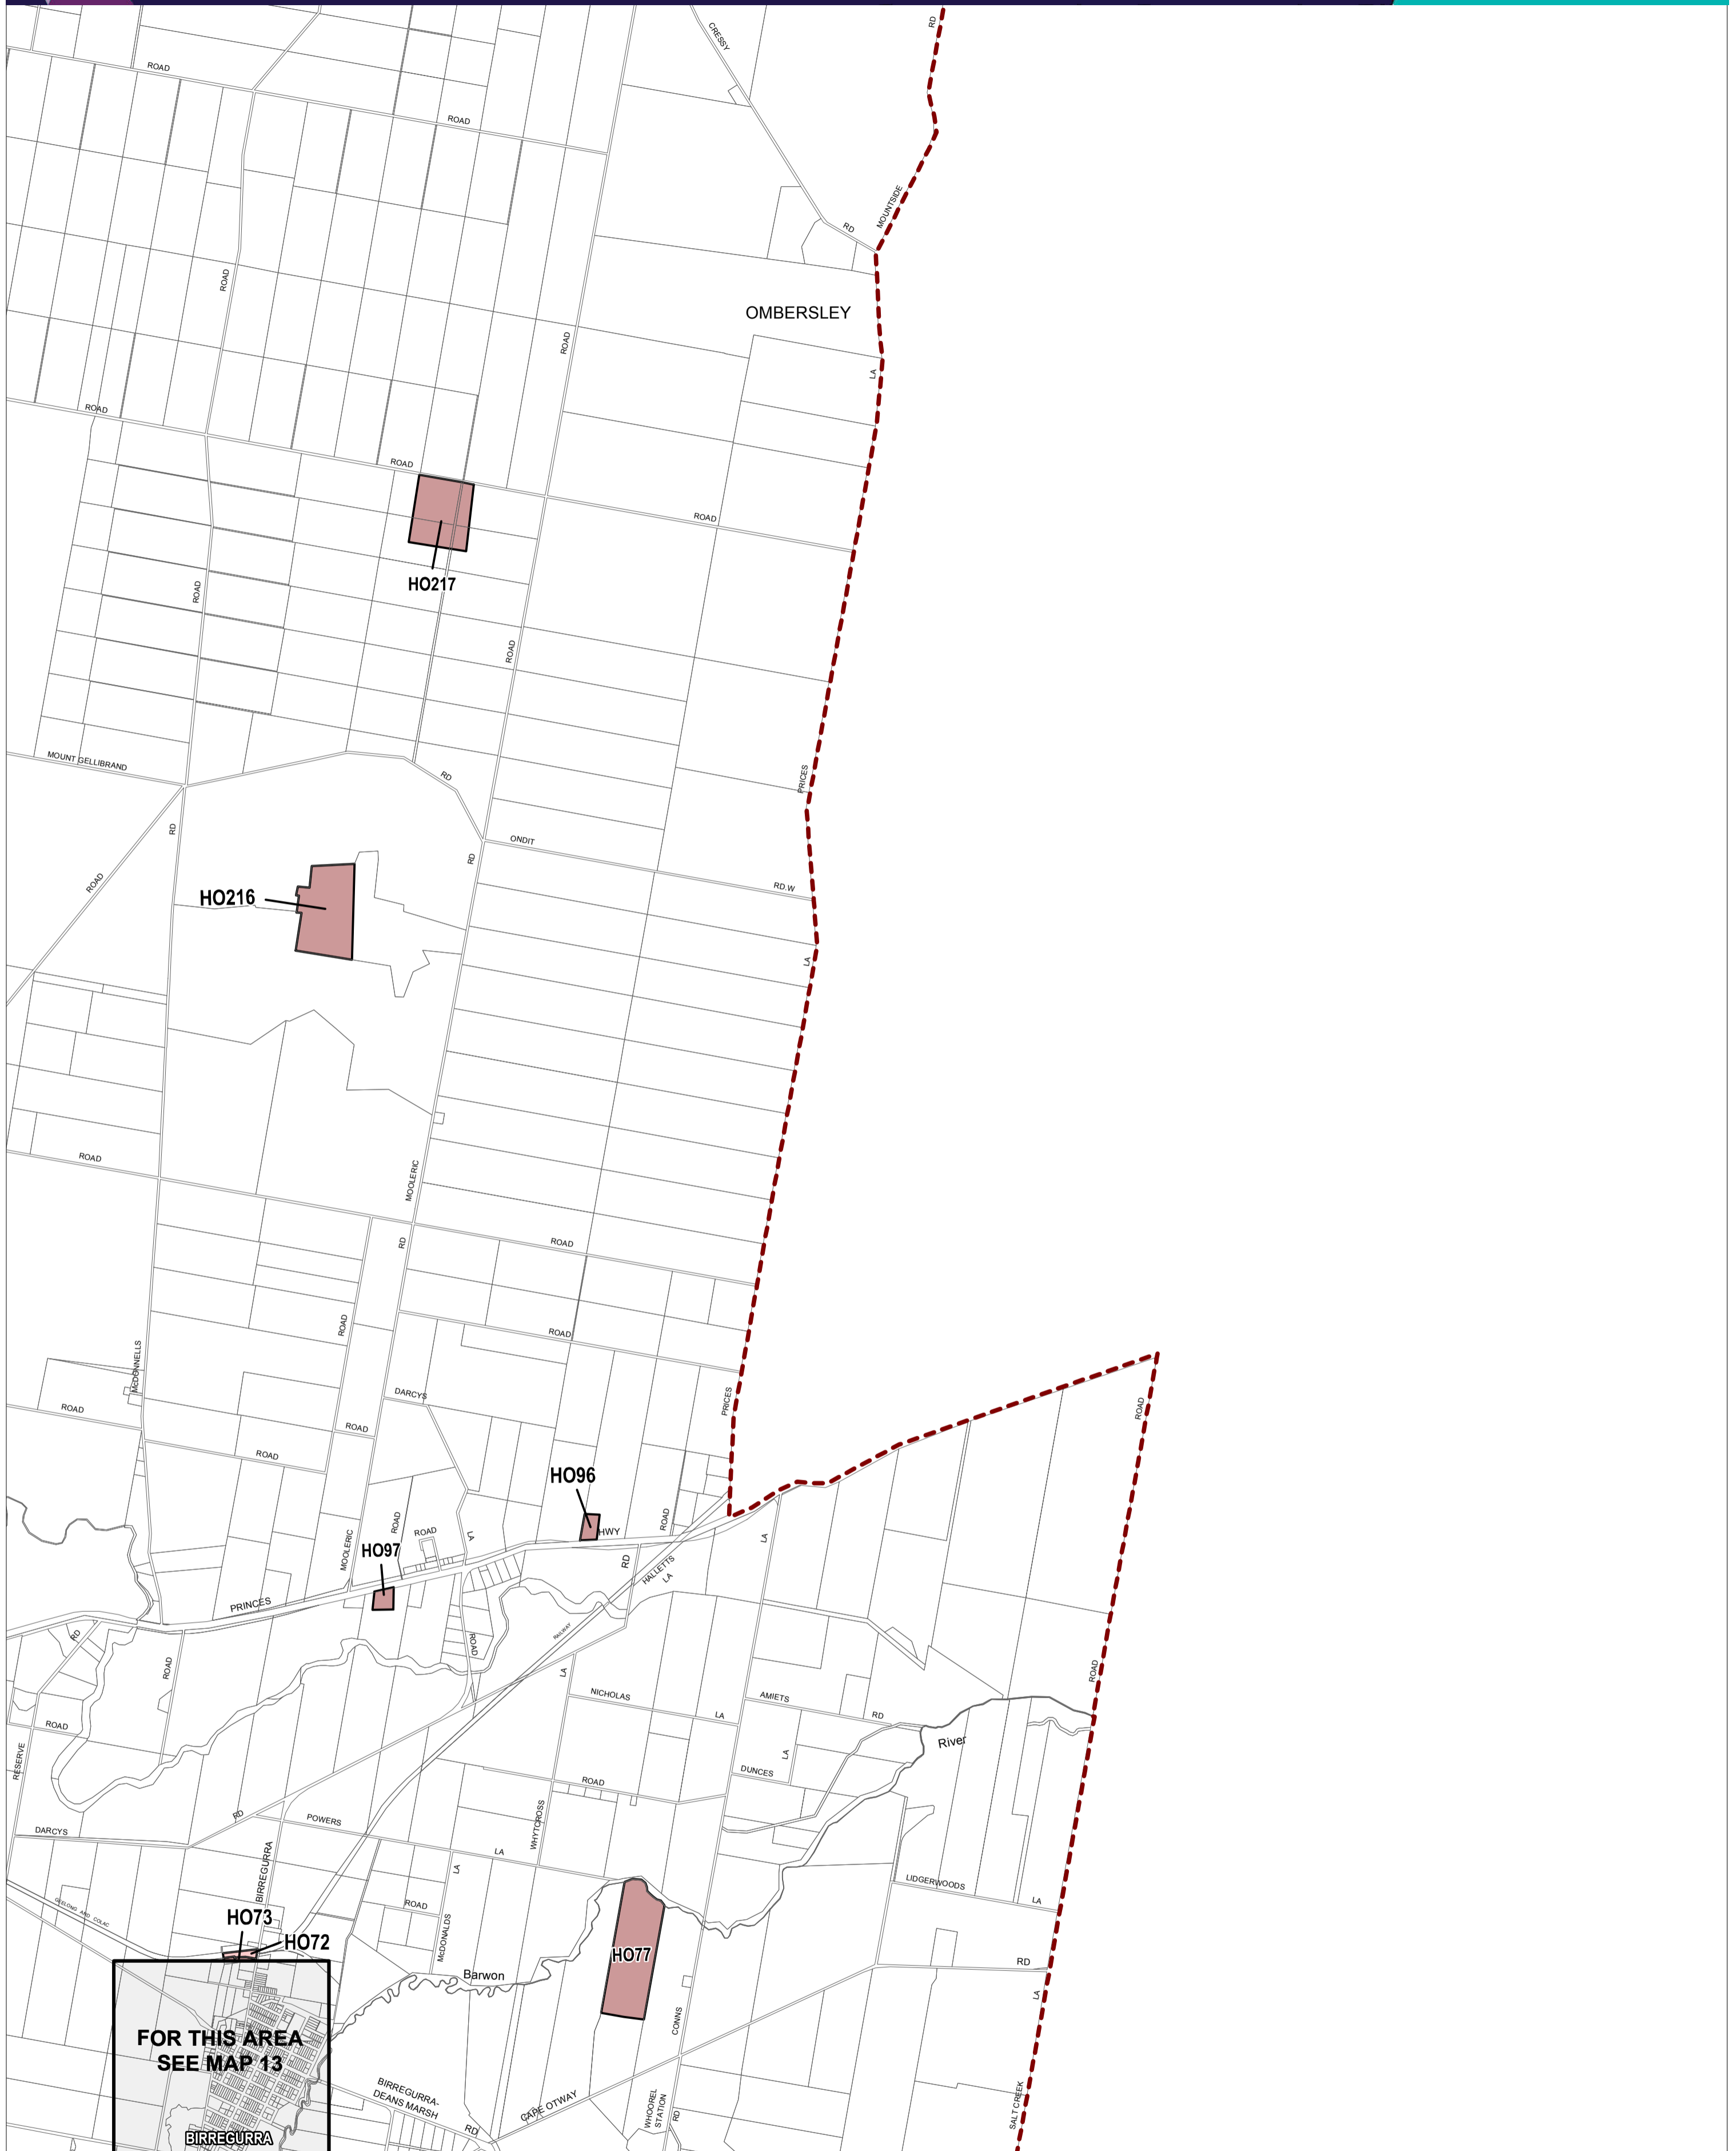 CRESSY
RD
ROAD
ROAD
MOUNTSIDE
RD
ROAD
OMBERSLEY
ROAD
LA
ROAD
ROAD
ROAD
HO217
ROAD
ROAD
MOUNT GELLIBRAND
RD
PRICES
RD
ONDIT
RD
RD.W
ROAD
HO216
LA
ROAD
MOOLERIC
RD
ROAD
ROAD
ROAD
McDONNELLS
DARCYS
PRICES
ROAD
ROAD
ROAD
ROAD
HO96
ROAD
ROAD
HWY
ROAD
LA
LA
MOOLERIC
HO97
RD
HALLETTS
LA
PRINCES
RAILWAY
RD
ROAD
ROAD
LA
ROAD
NICHOLAS
LA
AMIETS
RD
ROAD
River
RESERVE
LA
DUNCES
ROAD
RD
POWERS
WHYTCROSS
DARCYS
LA
BIRREGURRA
LA
LIDGERWOODS
LA
ROAD
GEELONG AND COLAC
HO73
HO72
McDONALDS
HO77
RD
Barwon
LA
CONNS
FOR THIS AREA
SEE MAP 13
BIRREGURRA-
DEANS MARSH
RD
CAPE OTWAY
WHOOREL
STATION
RD
SALT CREEK
BIRREGURRA